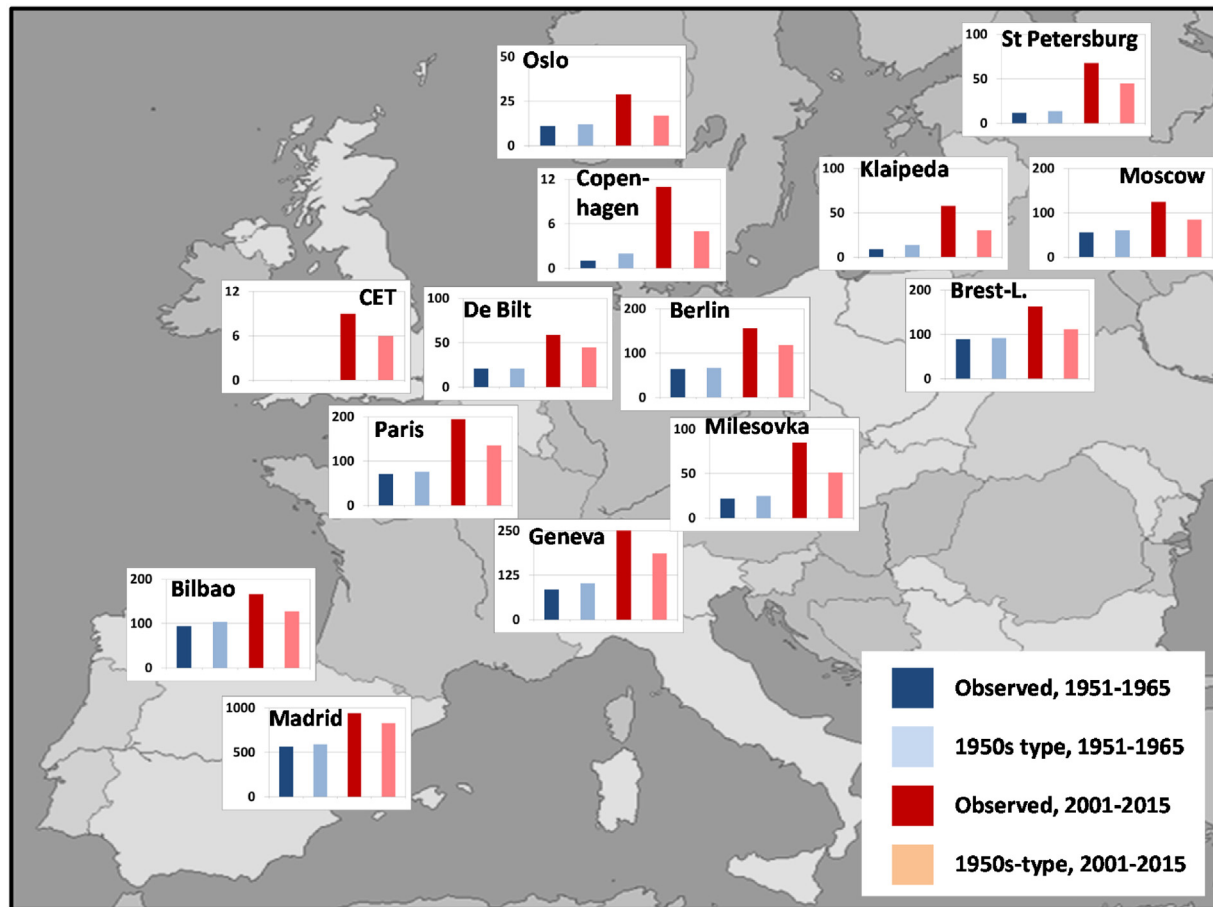 Oslo
50
25
0
St Petersburg
100
50
0
Copen-
hagen
12
6
0
Klaipeda
100
50
0
Moscow
200
100
0
CET
12
6
0
De Bilt
100
50
0
Berlin
200
100
0
Brest-L.
200
100
0
Paris
200
100
0
Milesovka
100
50
0
Geneva
250
125
0
Bilbao
200
100
0
Madrid
1000
500
0
Observed, 1951-1965
1950s type, 1951-1965
Observed, 2001-2015
1950s-type, 2001-2015